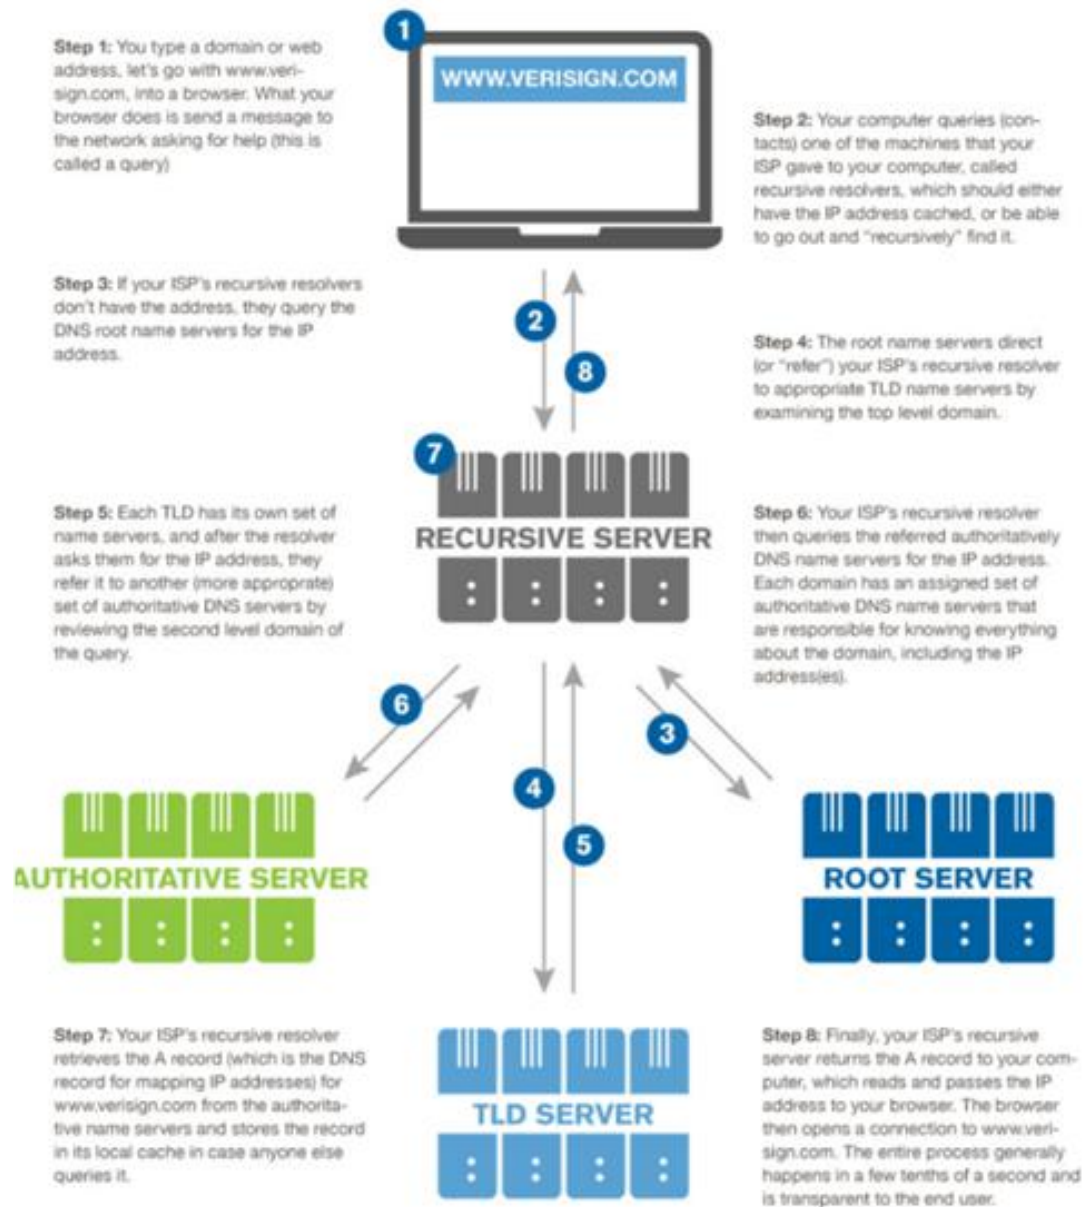 1
WWW.VERISIGN.COM
Step 1: You type a domain or web
address, let's go with www.veri-
sign.com, into a browser. What your
browser does is send a message to
the network asking for help (this is
called a query)
Step 2: Your computer queries (con-
tacts) one of the machines that your
ISP gave to your computer, called
recursive resolvers, which should either
have the IP address cached, or be able
to go out and "recursively" find it.
Step 3: If your ISP's recursive resolvers
don't have the address, they query the
DNS root name servers for the IP
address.
2
8
Step 4: The root name servers direct
(or "refer") your ISP's recursive resolver
to appropriate TLD name servers by
examining the top level domain.
7
RECURSIVE SERVER
Step 5: Each TLD has its own set of
name servers, and after the resolver
asks them for the IP address, they
refer it to another (more approprate)
set of authoritative DNS servers by
reviewing the second level domain of
the query.
Step 6: Your ISP's recursive resolver
then queries the referred authoritatively
DNS name servers for the IP address.
Each domain has an assigned set of
authoritative DNS name servers that
are responsible for knowing everything
about the domain, including the IP
address(es).
6
3
4
5
AUTHORITATIVE SERVER
ROOT SERVER
Step 7: Your ISP's recursive resolver
retrieves the A record (which is the DNS
record for mapping IP addresses) for
www.verisign.com from the authorita-
tive name servers and stores the record
in its local cache in case anyone else
queries it.
TLD SERVER
Step 8: Finally, your ISP's recursive
server returns the A record to your com-
puter, which reads and passes the IP
address to your browser. The browser
then opens a connection to www.veri-
sign.com. The entire process generally
happens in a few tenths of a second and
is transparent to the end user.